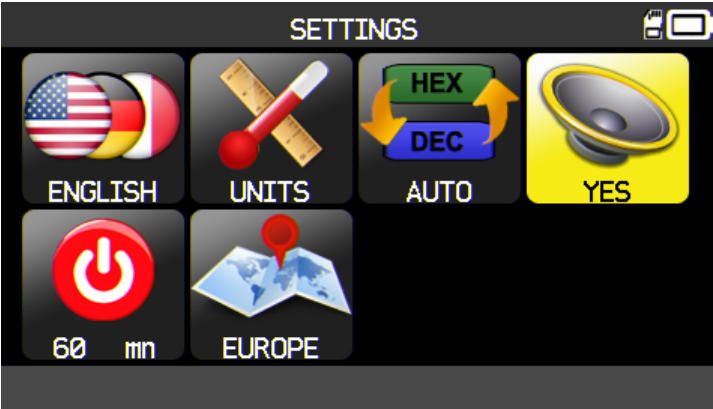 SETTINGS
HEX
DEC
ENGLISH
UNITS
AUTO
YES
60 mn
EUROPE